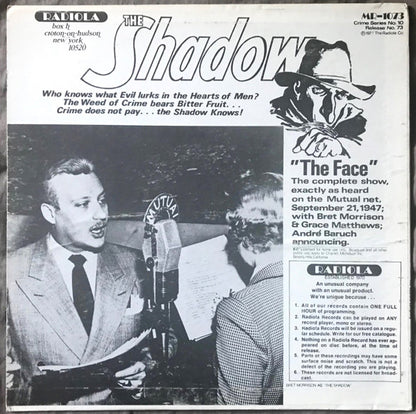 RADIOLA
box h
croton-on-hudson
new york
10520
THE
Shadow
MR-1073
Crime Series No. 10
Release No. 73
© 1977 The Radiola Co.
Who knows what Evil lurks in the Hearts of Men?
The Weed of Crime bears Bitter Fruit. . .
Crime does not pay. . . the Shadow Knows!
"The Face"
The complete show,
exactly as heard
on the Mutual net,
September 21, 1947;
with Bret Morrison
& Grace Matthews;
André Baruch
announcing.
MUTUAL
RADIOLA
ESTABLISHED 1970
An unusual company
with an unusual product.
We're unique because . . .
1. All of our records contain ONE FULL
HOUR of programming.
2. Radiola Records can be played on ANY
record player, mono or stereo.
3. Radiola Records will be issued on a regu-
lar schedule. Write for our free catalogue.
4. Nothing on a Radiola Record has ever ap-
peared on disc before, at the time of
release.
5. Parts of these recordings may have some
surface noise and scratch. This is not a
defect of the recording you are playing.
6. These records are not licensed for broad-
cast.
BRET MORRISON AS 'THE SHADOW'